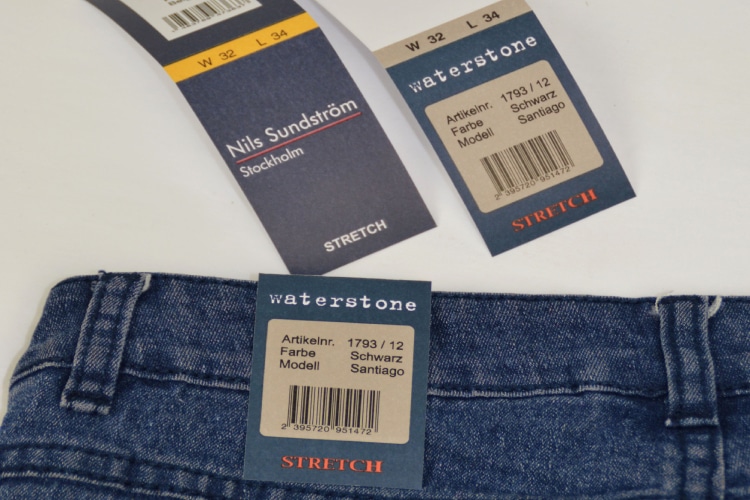 W 32 L 34
Nils Sundström
Stockholm
STRETCH
W 32 L 34
waterstone
Artikelnr. 1793 / 12
Farbe Schwarz
Modell Santiago
2 395720 951472
STRETCH
waterstone
Artikelnr. 1793 / 12
Farbe Schwarz
Modell Santiago
2 395720 951472
STRETCH